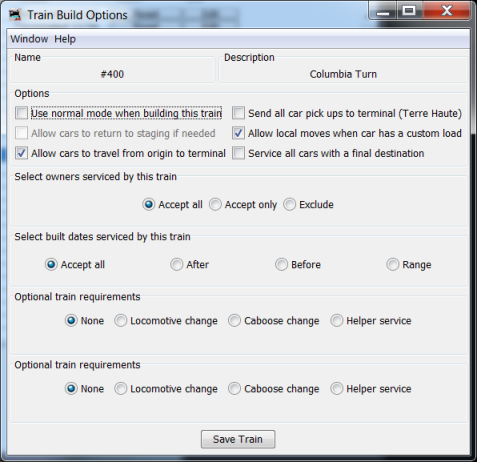 Train Build Options
Window Help
Name Description
#400 Columbia Turn
Options
Use normal mode when building this train Send all car pick ups to terminal (Terre Haute)
Allow cars to return to staging if needed Allow local moves when car has a custom load
Allow cars to travel from origin to terminal Service all cars with a final destination
Select owners serviced by this train
Accept all Accept only Exclude
Select built dates serviced by this train
Accept all After Before Range
Optional train requirements
None Locomotive change Caboose change Helper service
Optional train requirements
None Locomotive change Caboose change Helper service
Save Train